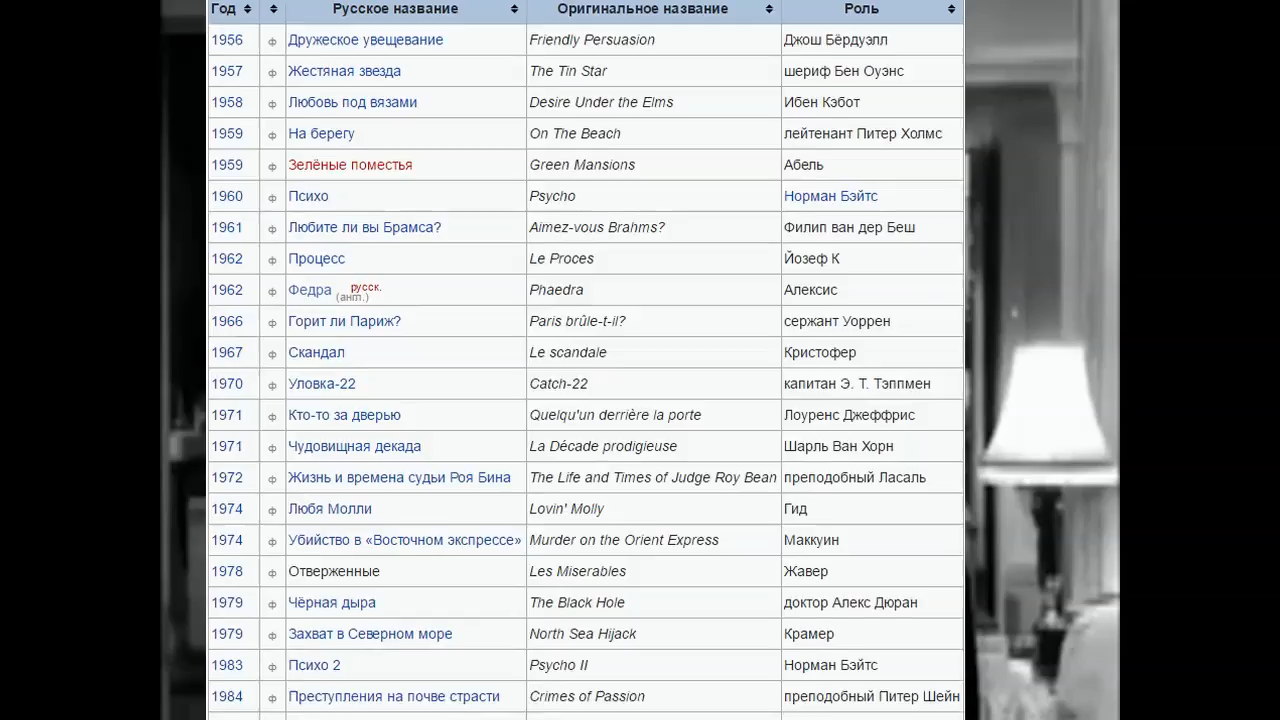 Год Русское название Оригинальное название Роль
1956 ф Дружеское увещевание Friendly Persuasion Джош Бёрдуэлл
1957 ф Жестяная звезда The Tin Star шериф Бен Оуэнс
1958 ф Любовь под вязами Desire Under the Elms Ибен Кэбот
1959 ф На берегу On The Beach лейтенант Питер Холмс
1959 ф Зелёные поместья Green Mansions Абель
1960 ф Психо Psycho Норман Бэйтс
1961 ф Любите ли вы Брамса? Aimez-vous Brahms? Филип ван дер Беш
1962 ф Процесс Le Proces Йозеф К
1962 ф Федра русск. (англ.) Phaedra Алексис
1966 ф Горит ли Париж? Paris brûle-t-il? сержант Уоррен
1967 ф Скандал Le scandale Кристофер
1970 ф Уловка-22 Catch-22 капитан Э. Т. Тэппмен
1971 ф Кто-то за дверью Quelqu'un derrière la porte Лоуренс Джеффрис
1971 ф Чудовищная декада La Décade prodigieuse Шарль Ван Хорн
1972 ф Жизнь и времена судьи Роя Бина The Life and Times of Judge Roy Bean преподобный Ласаль
1974 ф Любя Молли Lovin' Molly Гид
1974 ф Убийство в «Восточном экспрессе» Murder on the Orient Express Маккуин
1978 ф Отверженные Les Miserables Жавер
1979 ф Чёрная дыра The Black Hole доктор Алекс Дюран
1979 ф Захват в Северном море North Sea Hijack Крамер
1983 ф Психо 2 Psycho II Норман Бэйтс
1984 ф Преступления на почве страсти Crimes of Passion преподобный Питер Шейн